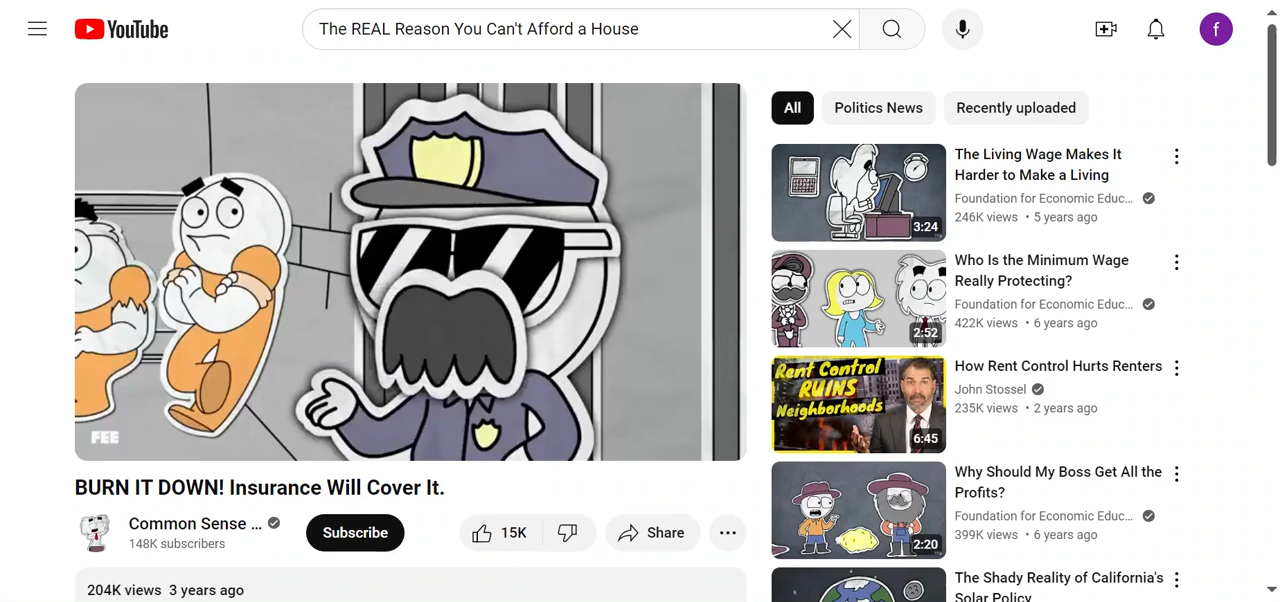 YouTube
The REAL Reason You Can't Afford a House
f
FEE
BURN IT DOWN! Insurance Will Cover It.
Common Sense ...
148K subscribers
Subscribe
15K
Share
204K views 3 years ago
All
Politics News
Recently uploaded
3:24
The Living Wage Makes It
Harder to Make a Living
Foundation for Economic Educ...
246K views • 5 years ago
2:52
Who Is the Minimum Wage
Really Protecting?
Foundation for Economic Educ...
422K views • 6 years ago
Rent Control
RUINS
Neighborhoods
6:45
How Rent Control Hurts Renters
John Stossel
235K views • 2 years ago
2:20
Why Should My Boss Get All the
Profits?
Foundation for Economic Educ...
399K views • 6 years ago
The Shady Reality of California's
Solar Policy